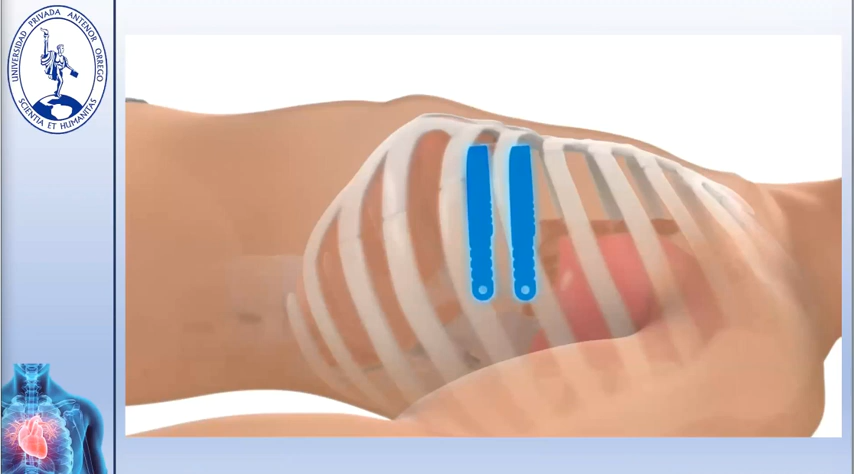 UNIVERSIDAD PRIVADA ANTENOR ORREGO
SCIENTIA ET HUMANITAS